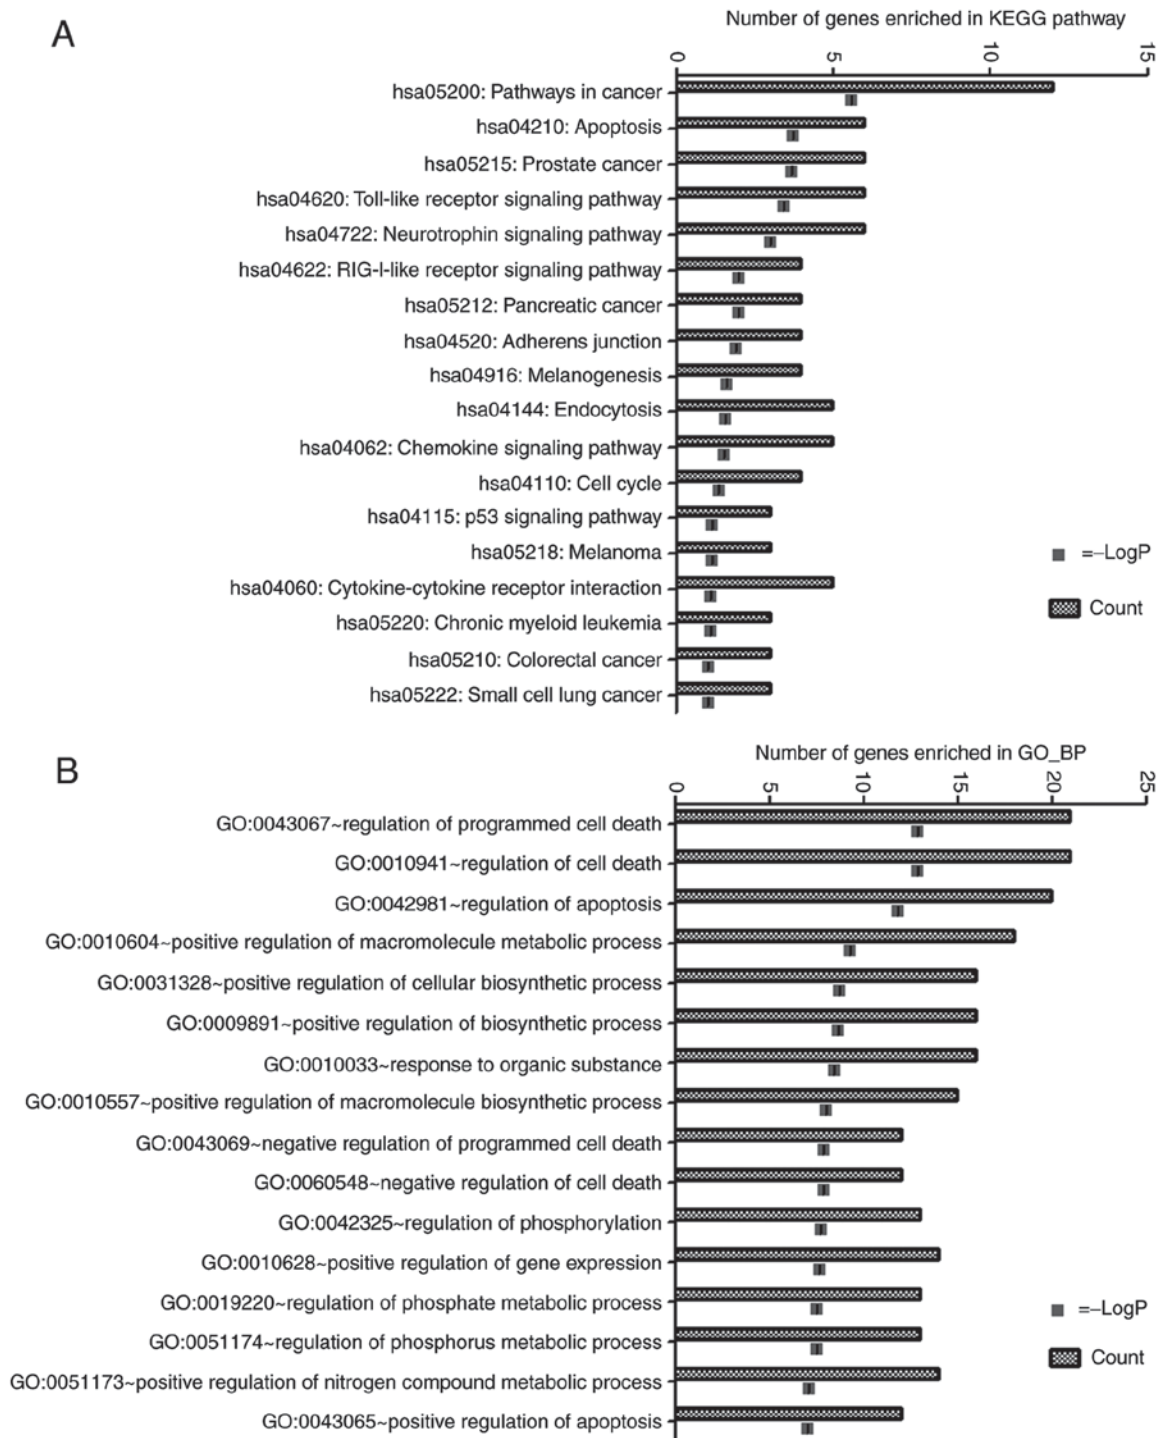 A
Number of genes enriched in KEGG pathway
0 5 10 15
hsa05200: Pathways in cancer
hsa04210: Apoptosis
hsa05215: Prostate cancer
hsa04620: Toll-like receptor signaling pathway
hsa04722: Neurotrophin signaling pathway
hsa04622: RIG-I-like receptor signaling pathway
hsa05212: Pancreatic cancer
hsa04520: Adherens junction
hsa04916: Melanogenesis
hsa04144: Endocytosis
hsa04062: Chemokine signaling pathway
hsa04110: Cell cycle
hsa04115: p53 signaling pathway
hsa05218: Melanoma
hsa04060: Cytokine-cytokine receptor interaction
hsa05220: Chronic myeloid leukemia
hsa05210: Colorectal cancer
hsa05222: Small cell lung cancer
=–LogP
Count
B
Number of genes enriched in GO_BP
0 5 10 15 20 25
GO:0043067~regulation of programmed cell death
GO:0010941~regulation of cell death
GO:0042981~regulation of apoptosis
GO:0010604~positive regulation of macromolecule metabolic process
GO:0031328~positive regulation of cellular biosynthetic process
GO:0009891~positive regulation of biosynthetic process
GO:0010033~response to organic substance
GO:0010557~positive regulation of macromolecule biosynthetic process
GO:0043069~negative regulation of programmed cell death
GO:0060548~negative regulation of cell death
GO:0042325~regulation of phosphorylation
GO:0010628~positive regulation of gene expression
GO:0019220~regulation of phosphate metabolic process
GO:0051174~regulation of phosphorus metabolic process
GO:0051173~positive regulation of nitrogen compound metabolic process
GO:0043065~positive regulation of apoptosis
=–LogP
Count